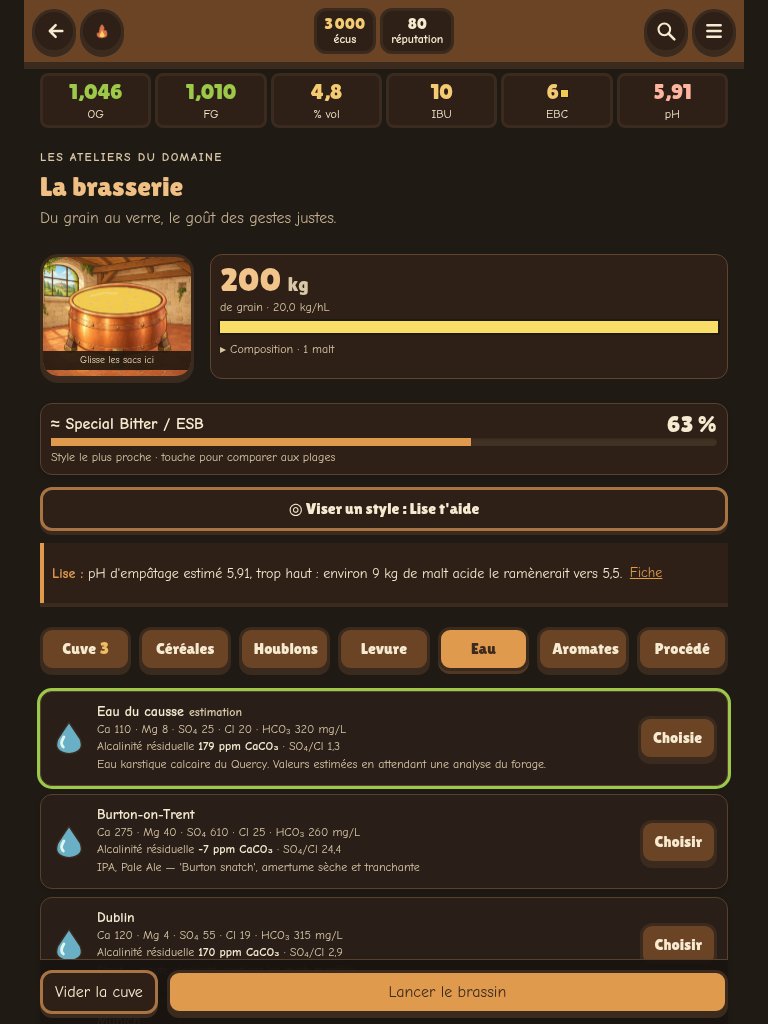 3 000
écus
80
réputation
1,046
OG
1,010
FG
4,8
% vol
10
IBU
6
EBC
5,91
pH
LES ATELIERS DU DOMAINE
La brasserie
Du grain au verre, le goût des gestes justes.
Glisse les sacs ici
200 kg
de grain · 20,0 kg/hL
▸ Composition · 1 malt
≈ Special Bitter / ESB
63 %
Style le plus proche · touche pour comparer aux plages
◎ Viser un style : Lise t'aide
Lise : pH d'empâtage estimé 5,91, trop haut : environ 9 kg de malt acide le ramènerait vers 5,5. Fiche
Cuve 3
Céréales
Houblons
Levure
Eau
Aromates
Procédé
Eau du causse estimation
Ca 110 · Mg 8 · SO₄ 25 · Cl 20 · HCO₃ 320 mg/L
Alcalinité résiduelle 179 ppm CaCO₃ · SO₄/Cl 1,3
Eau karstique calcaire du Quercy. Valeurs estimées en attendant une analyse du forage.
Choisie
Burton-on-Trent
Ca 275 · Mg 40 · SO₄ 610 · Cl 25 · HCO₃ 260 mg/L
Alcalinité résiduelle -7 ppm CaCO₃ · SO₄/Cl 24,4
IPA, Pale Ale — 'Burton snatch', amertume sèche et tranchante
Choisir
Dublin
Ca 120 · Mg 4 · SO₄ 55 · Cl 19 · HCO₃ 315 mg/L
Alcalinité résiduelle 170 ppm CaCO₃ · SO₄/Cl 2,9
Choisir
Vider la cuve
Lancer le brassin